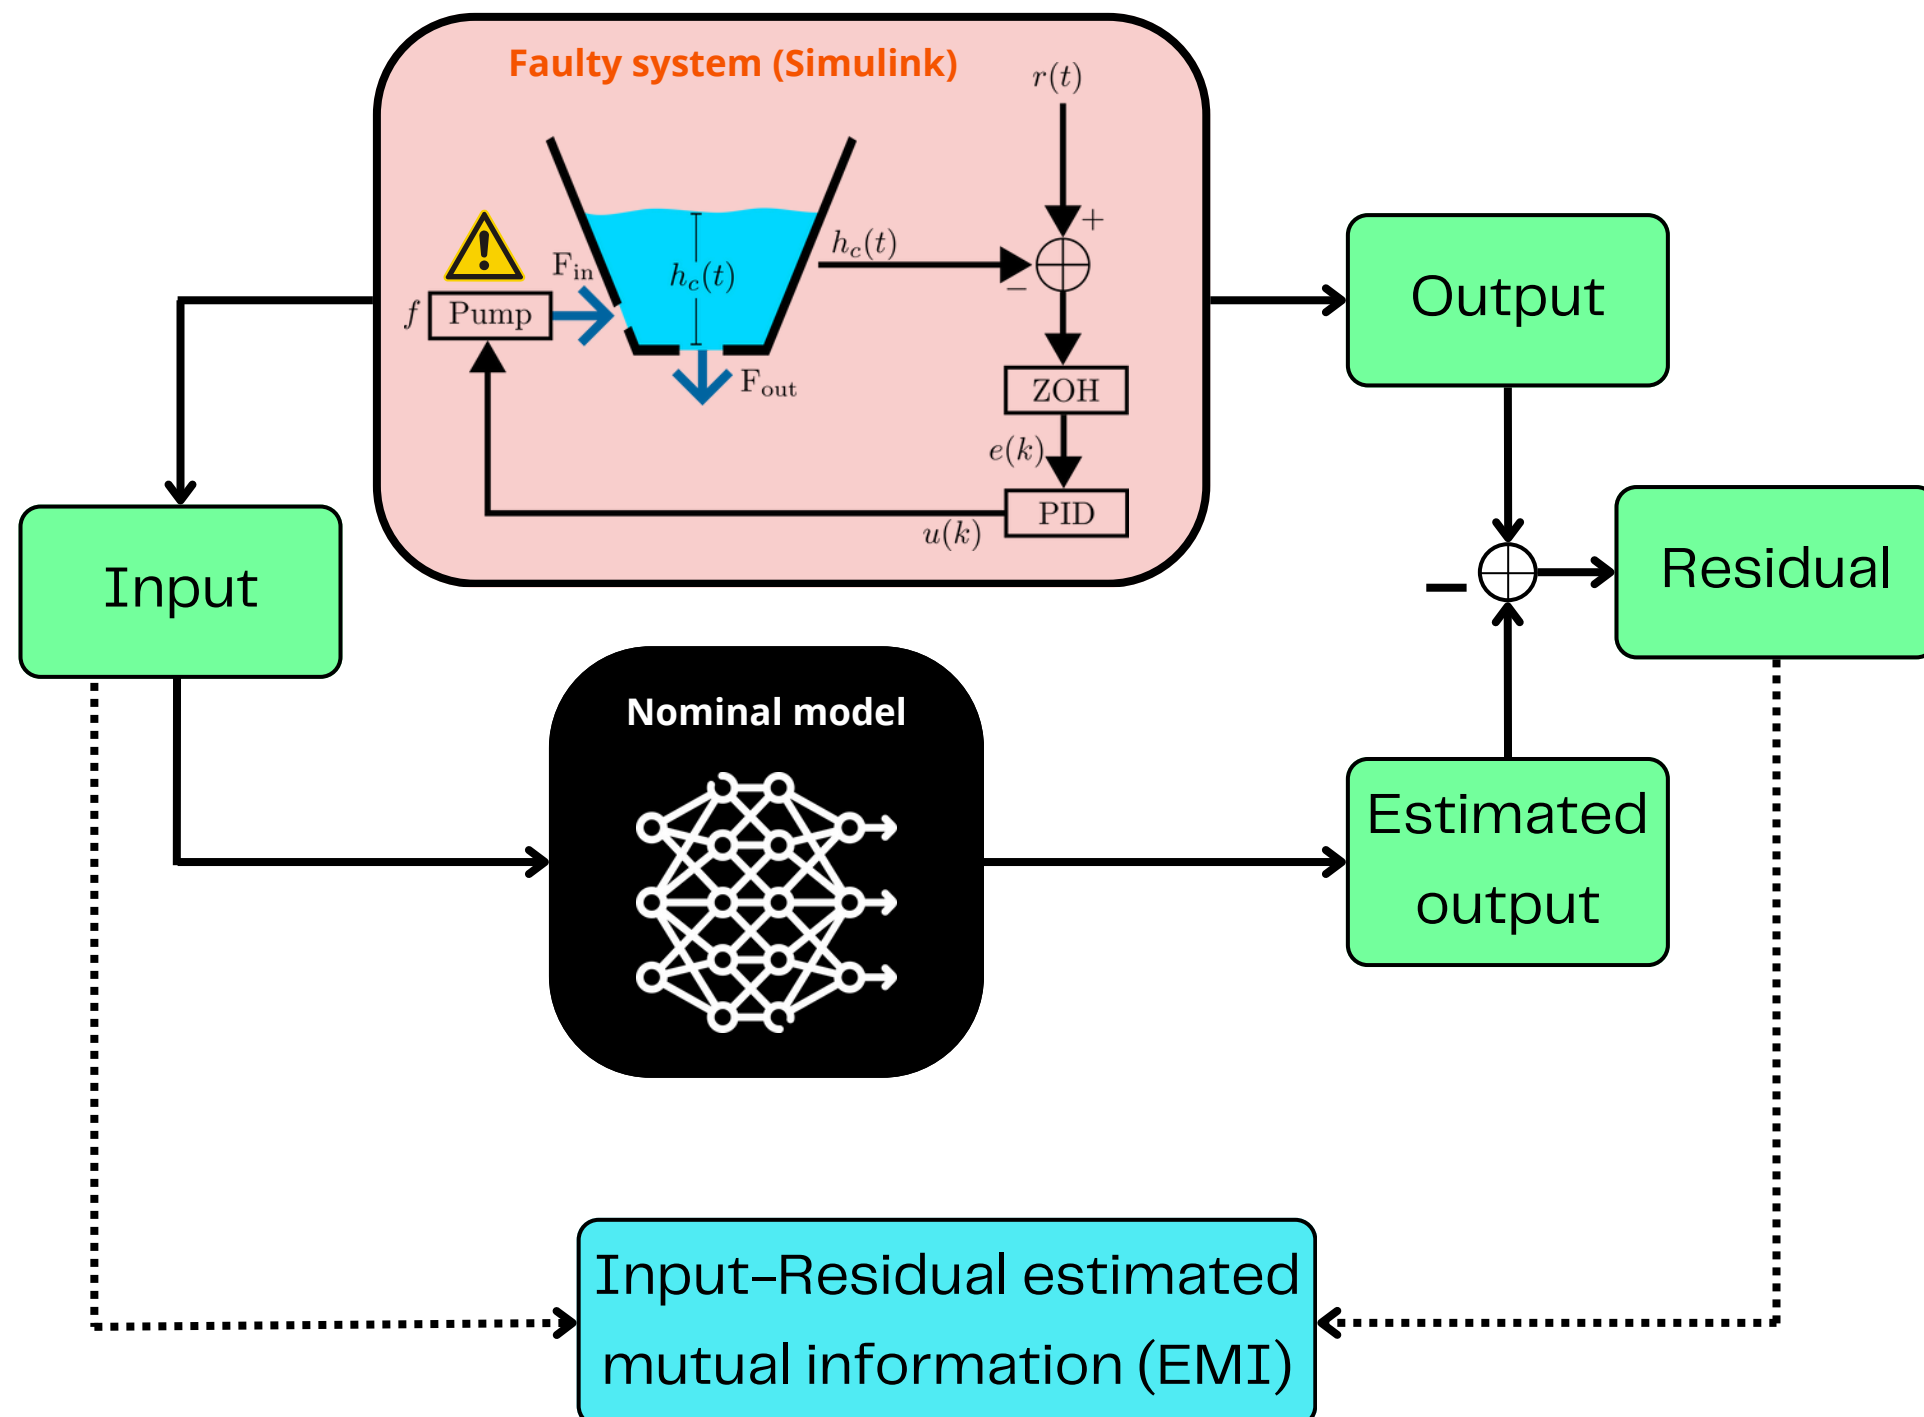 Faulty system (Simulink)
r(t)
+
h_c(t)
−
F_in
h_c(t)
f
Pump
F_out
ZOH
e(k)
PID
u(k)
Output
Input
Residual
−
Nominal model
Estimated
output
Input–Residual estimated
mutual information (EMI)